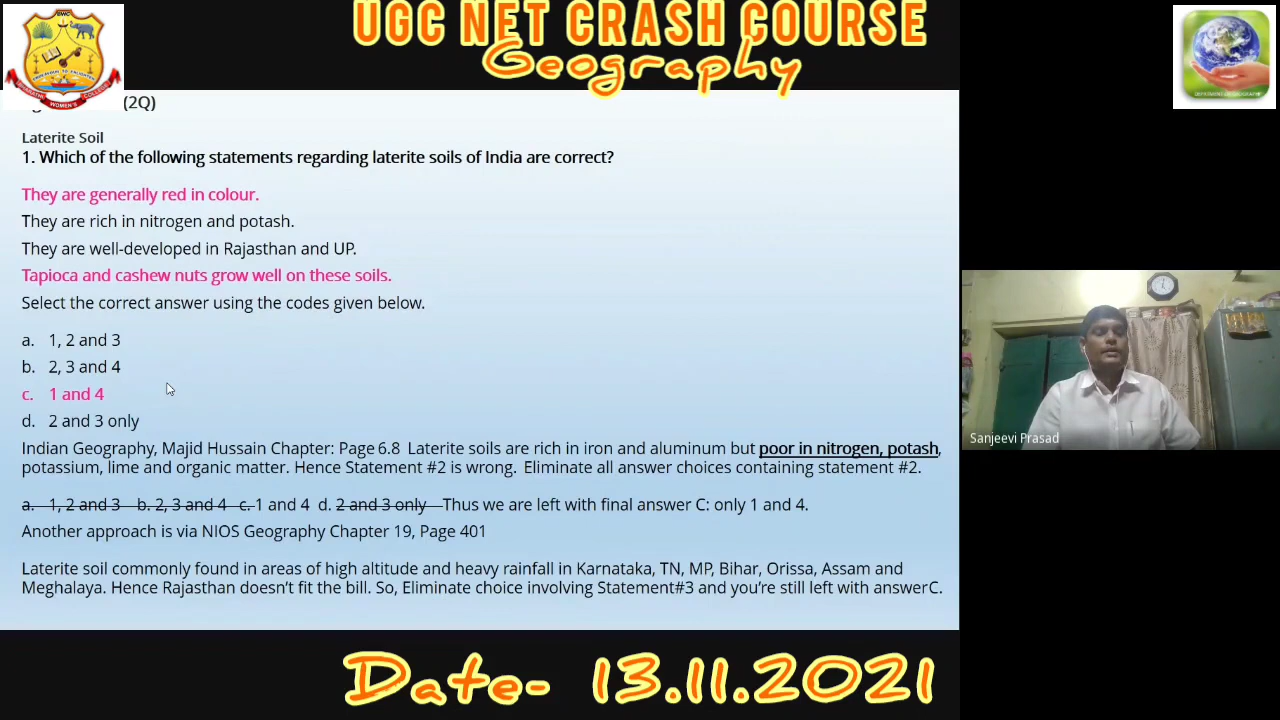 UGC NET CRASH COURSE
Geography
(2Q)
Laterite Soil
1. Which of the following statements regarding laterite soils of India are correct?
They are generally red in colour.
They are rich in nitrogen and potash.
They are well-developed in Rajasthan and UP.
Tapioca and cashew nuts grow well on these soils.
Select the correct answer using the codes given below.
a. 1, 2 and 3
b. 2, 3 and 4
c. 1 and 4
d. 2 and 3 only
Indian Geography, Majid Hussain Chapter: Page 6.8 Laterite soils are rich in iron and aluminum but poor in nitrogen, potash,
potassium, lime and organic matter. Hence Statement #2 is wrong. Eliminate all answer choices containing statement #2.
a. 1, 2 and 3 b. 2, 3 and 4 c. 1 and 4 d. 2 and 3 only Thus we are left with final answer C: only 1 and 4.
Another approach is via NIOS Geography Chapter 19, Page 401
Laterite soil commonly found in areas of high altitude and heavy rainfall in Karnataka, TN, MP, Bihar, Orissa, Assam and
Meghalaya. Hence Rajasthan doesn't fit the bill. So, Eliminate choice involving Statement#3 and you're still left with answerC.
Sanjeevi Prasad
Date- 13.11.2021